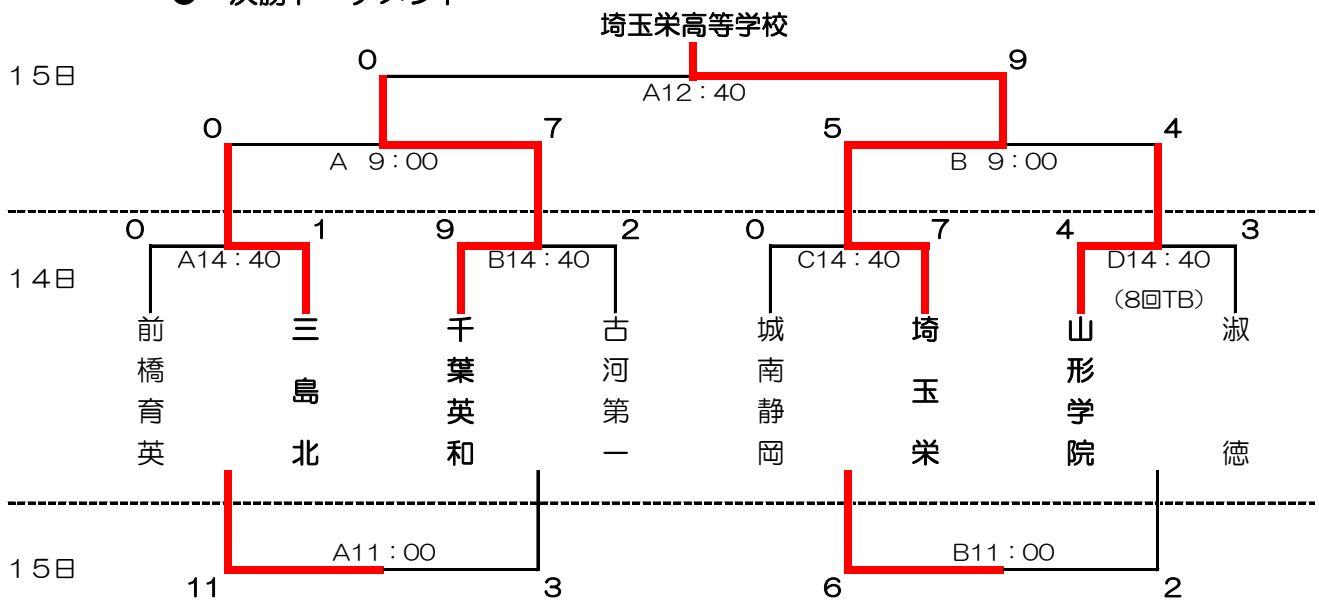 埼玉栄高等学校
0 9
15日
A12:40
0 7 5 4
A 9:00 B 9:00
0 1 9 2 0 7 4 3
A14:40 B14:40 C14:40 D14:40
14日
(8回TB)
前橋育英
三島北
千葉英和
古河第一
城南静岡
埼玉栄
山形学院
淑徳
A11:00 B11:00
15日
11 3 6 2